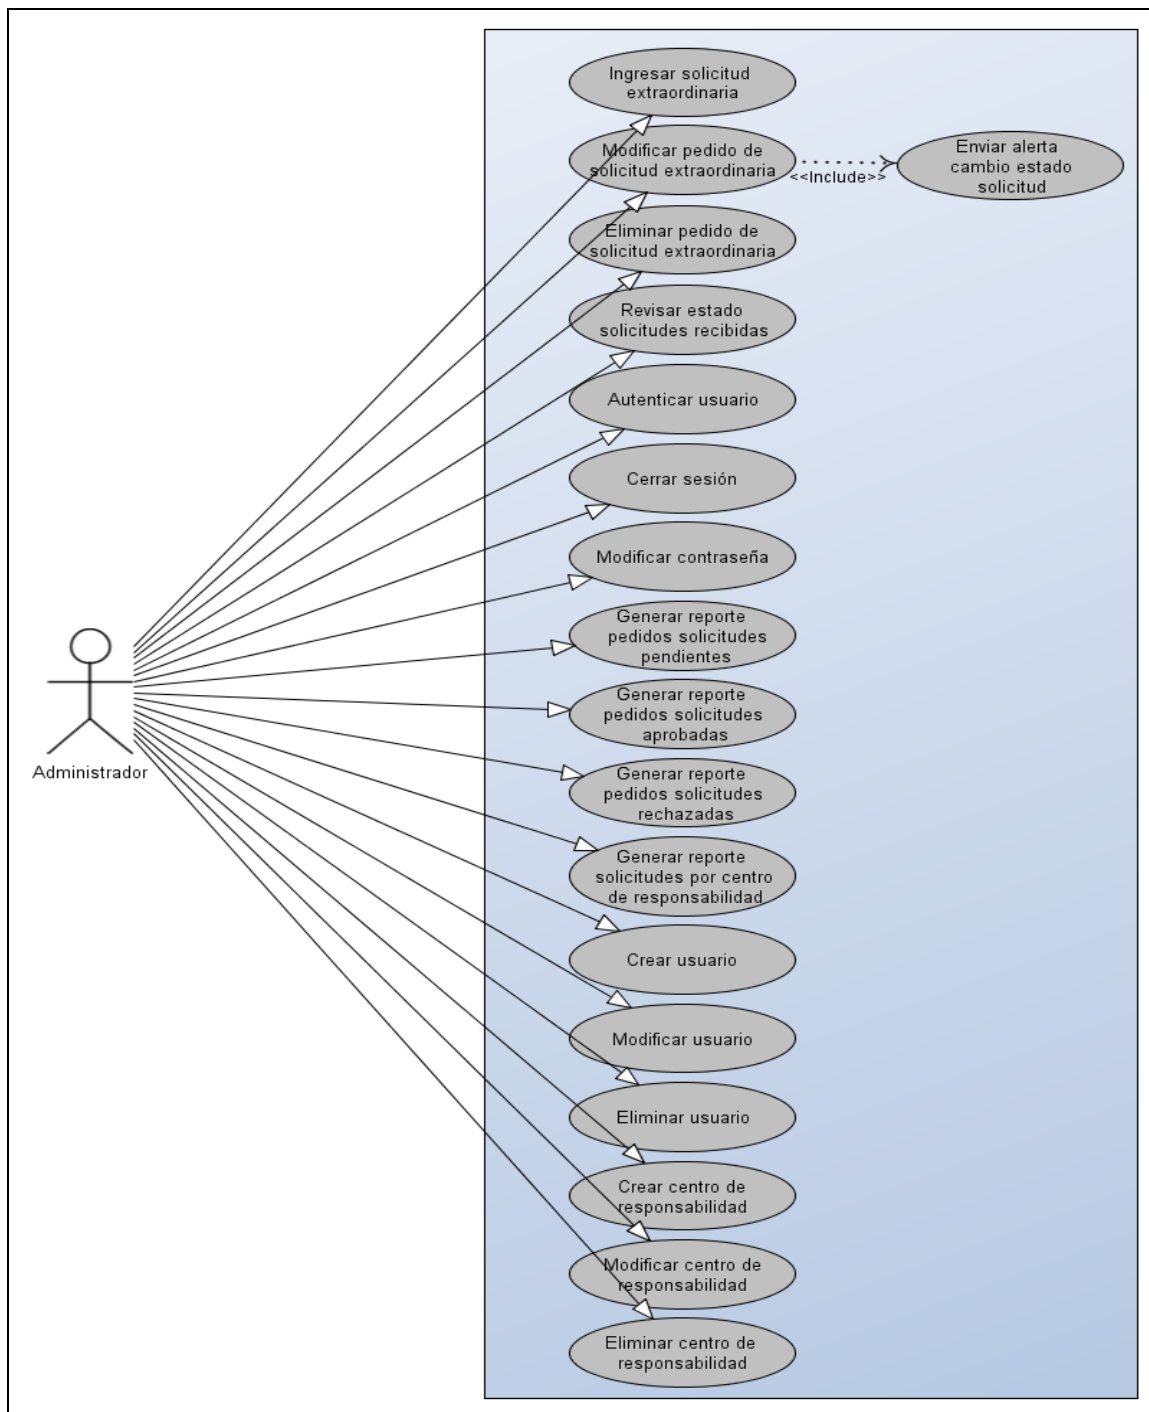 Ingresar solicitud
extraordinaria
Modificar pedido de
solicitud extraordinaria
<<Include>>
Enviar alerta
cambio estado
solicitud
Eliminar pedido de
solicitud extraordinaria
Revisar estado
solicitudes recibidas
Autenticar usuario
Cerrar sesión
Modificar contraseña
Generar reporte
pedidos solicitudes
pendientes
Generar reporte
pedidos solicitudes
aprobadas
Generar reporte
pedidos solicitudes
rechazadas
Generar reporte
solicitudes por centro
de responsabilidad
Crear usuario
Modificar usuario
Eliminar usuario
Crear centro de
responsabilidad
Modificar centro de
responsabilidad
Eliminar centro de
responsabilidad
Administrador